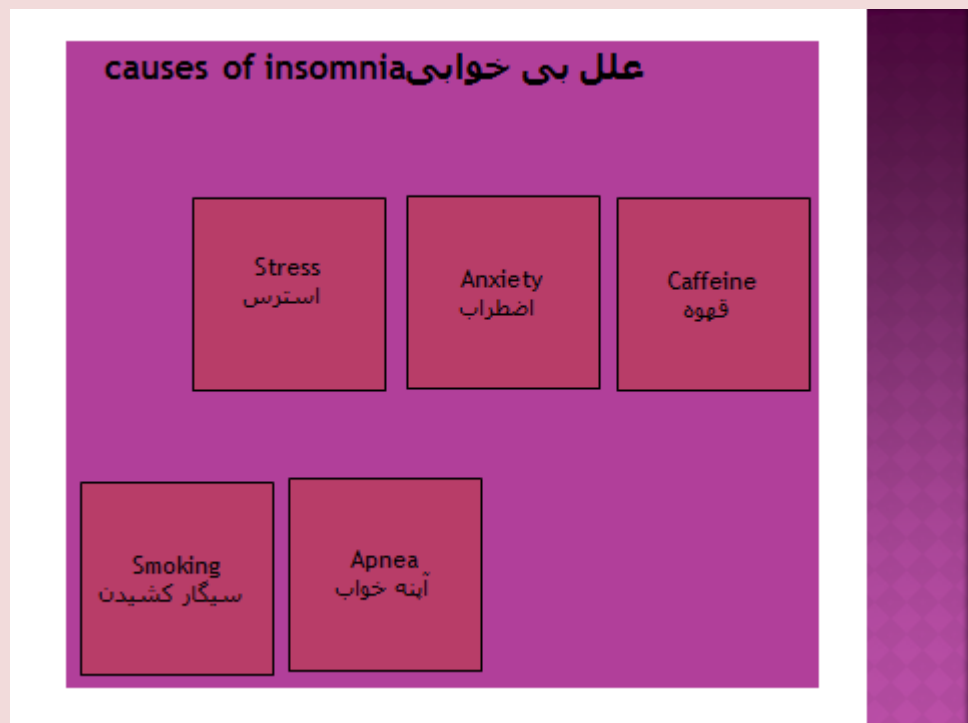 causes of insomniaعلل بی خوابی
Stress
استرس
Anxiety
اضطراب
Caffeine
قهوه
Smoking
سیگار کشیدن
Apnea
آپنه خواب